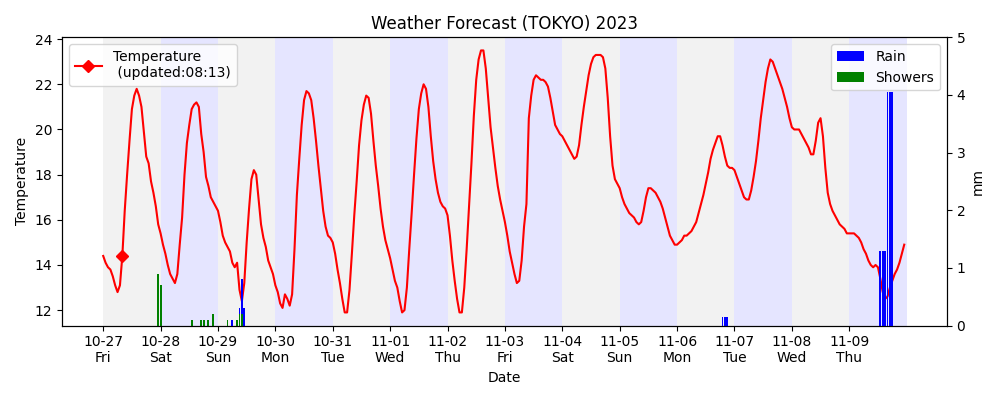 Weather Forecast (TOKYO) 2023
Temperature
(updated:08:13)
Rain
Showers
Temperature
24
22
20
18
16
14
12
5
4
3
2
1
0
mm
10-27 10-28 10-29 10-30 10-31 11-01 11-02 11-03 11-04 11-05 11-06 11-07 11-08 11-09
Fri Sat Sun Mon Tue Wed Thu Fri Sat Sun Mon Tue Wed Thu
Date